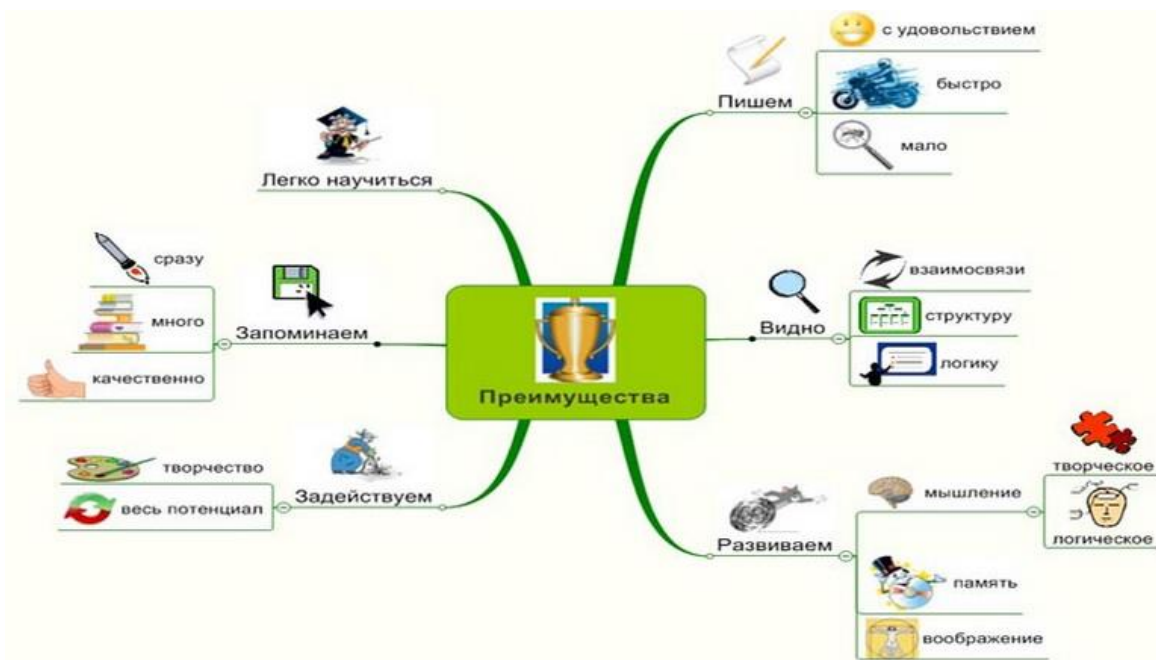 Преимущества
Пишем
с удовольствием
быстро
мало
Видно
взаимосвязи
структуру
логику
Развиваем
мышление
творческое
логическое
память
воображение
Задействуем
творчество
весь потенциал
Запоминаем
сразу
много
качественно
Легко научиться